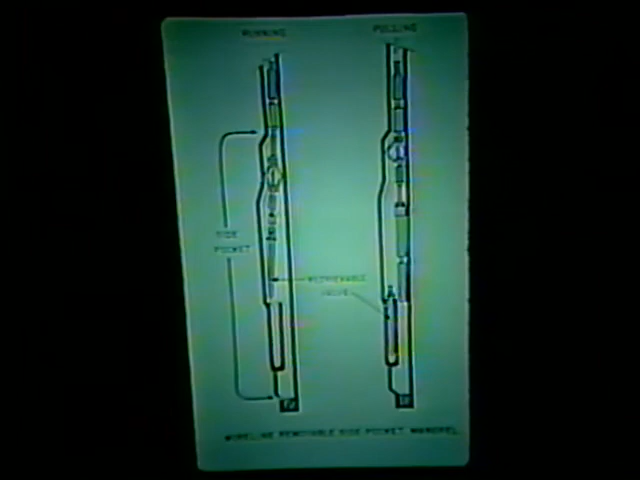 RUNNING
PULLING
SIDE
POCKET
RETRIEVABLE
VALVE
WIRELINE REMOVABLE SIDE POCKET MANDREL